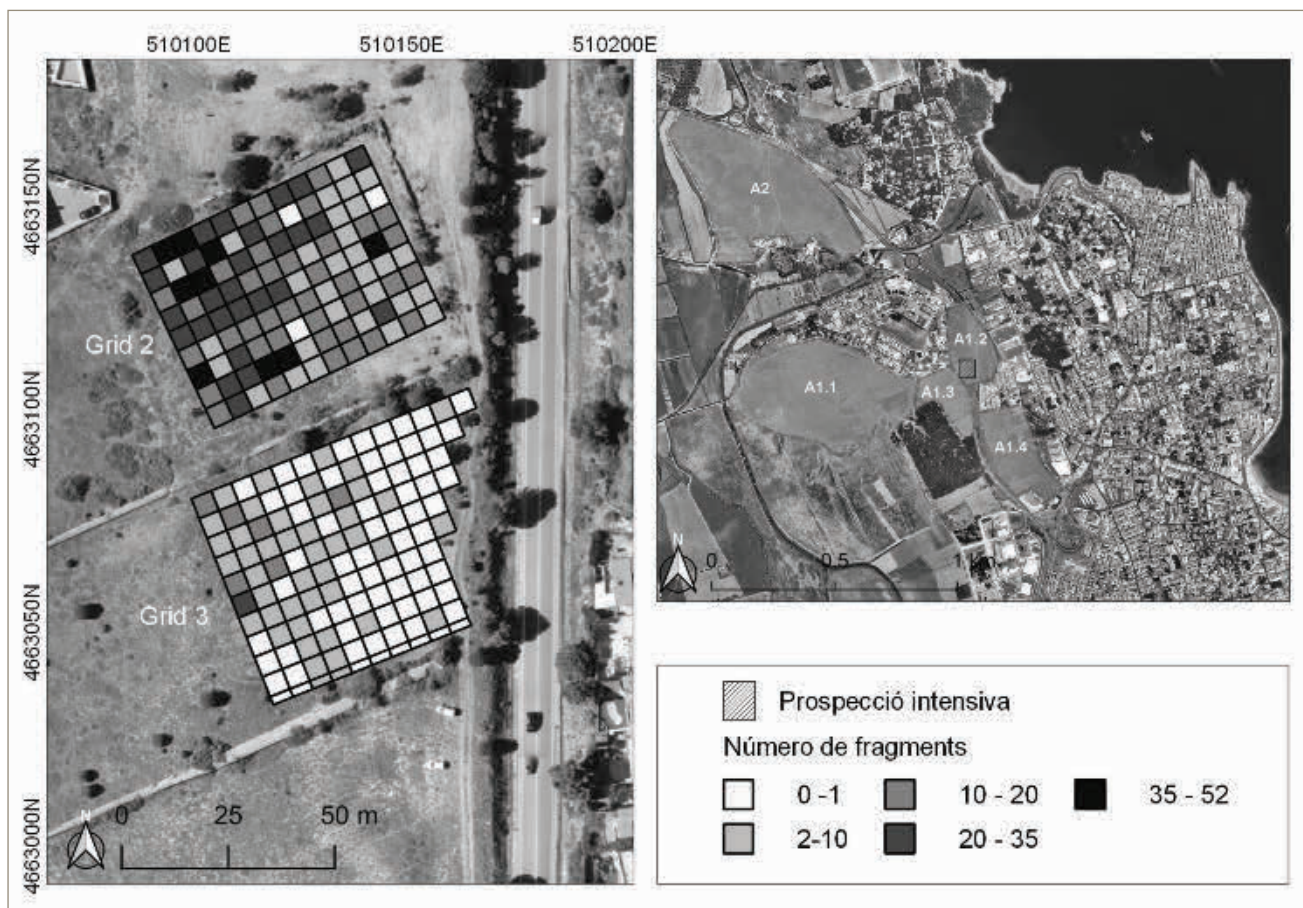 510100E 510150E 510200E
4663150N
4663100N
4663050N
4663000N
Grid 2
Grid 3
N
0 25 50 m
A2
A1.2
A1.1
A1.3
A1.4
N
0 0.5
Prospecció intensiva
Número de fragments
0 -1 10 - 20 35 - 52
2-10 20 - 35